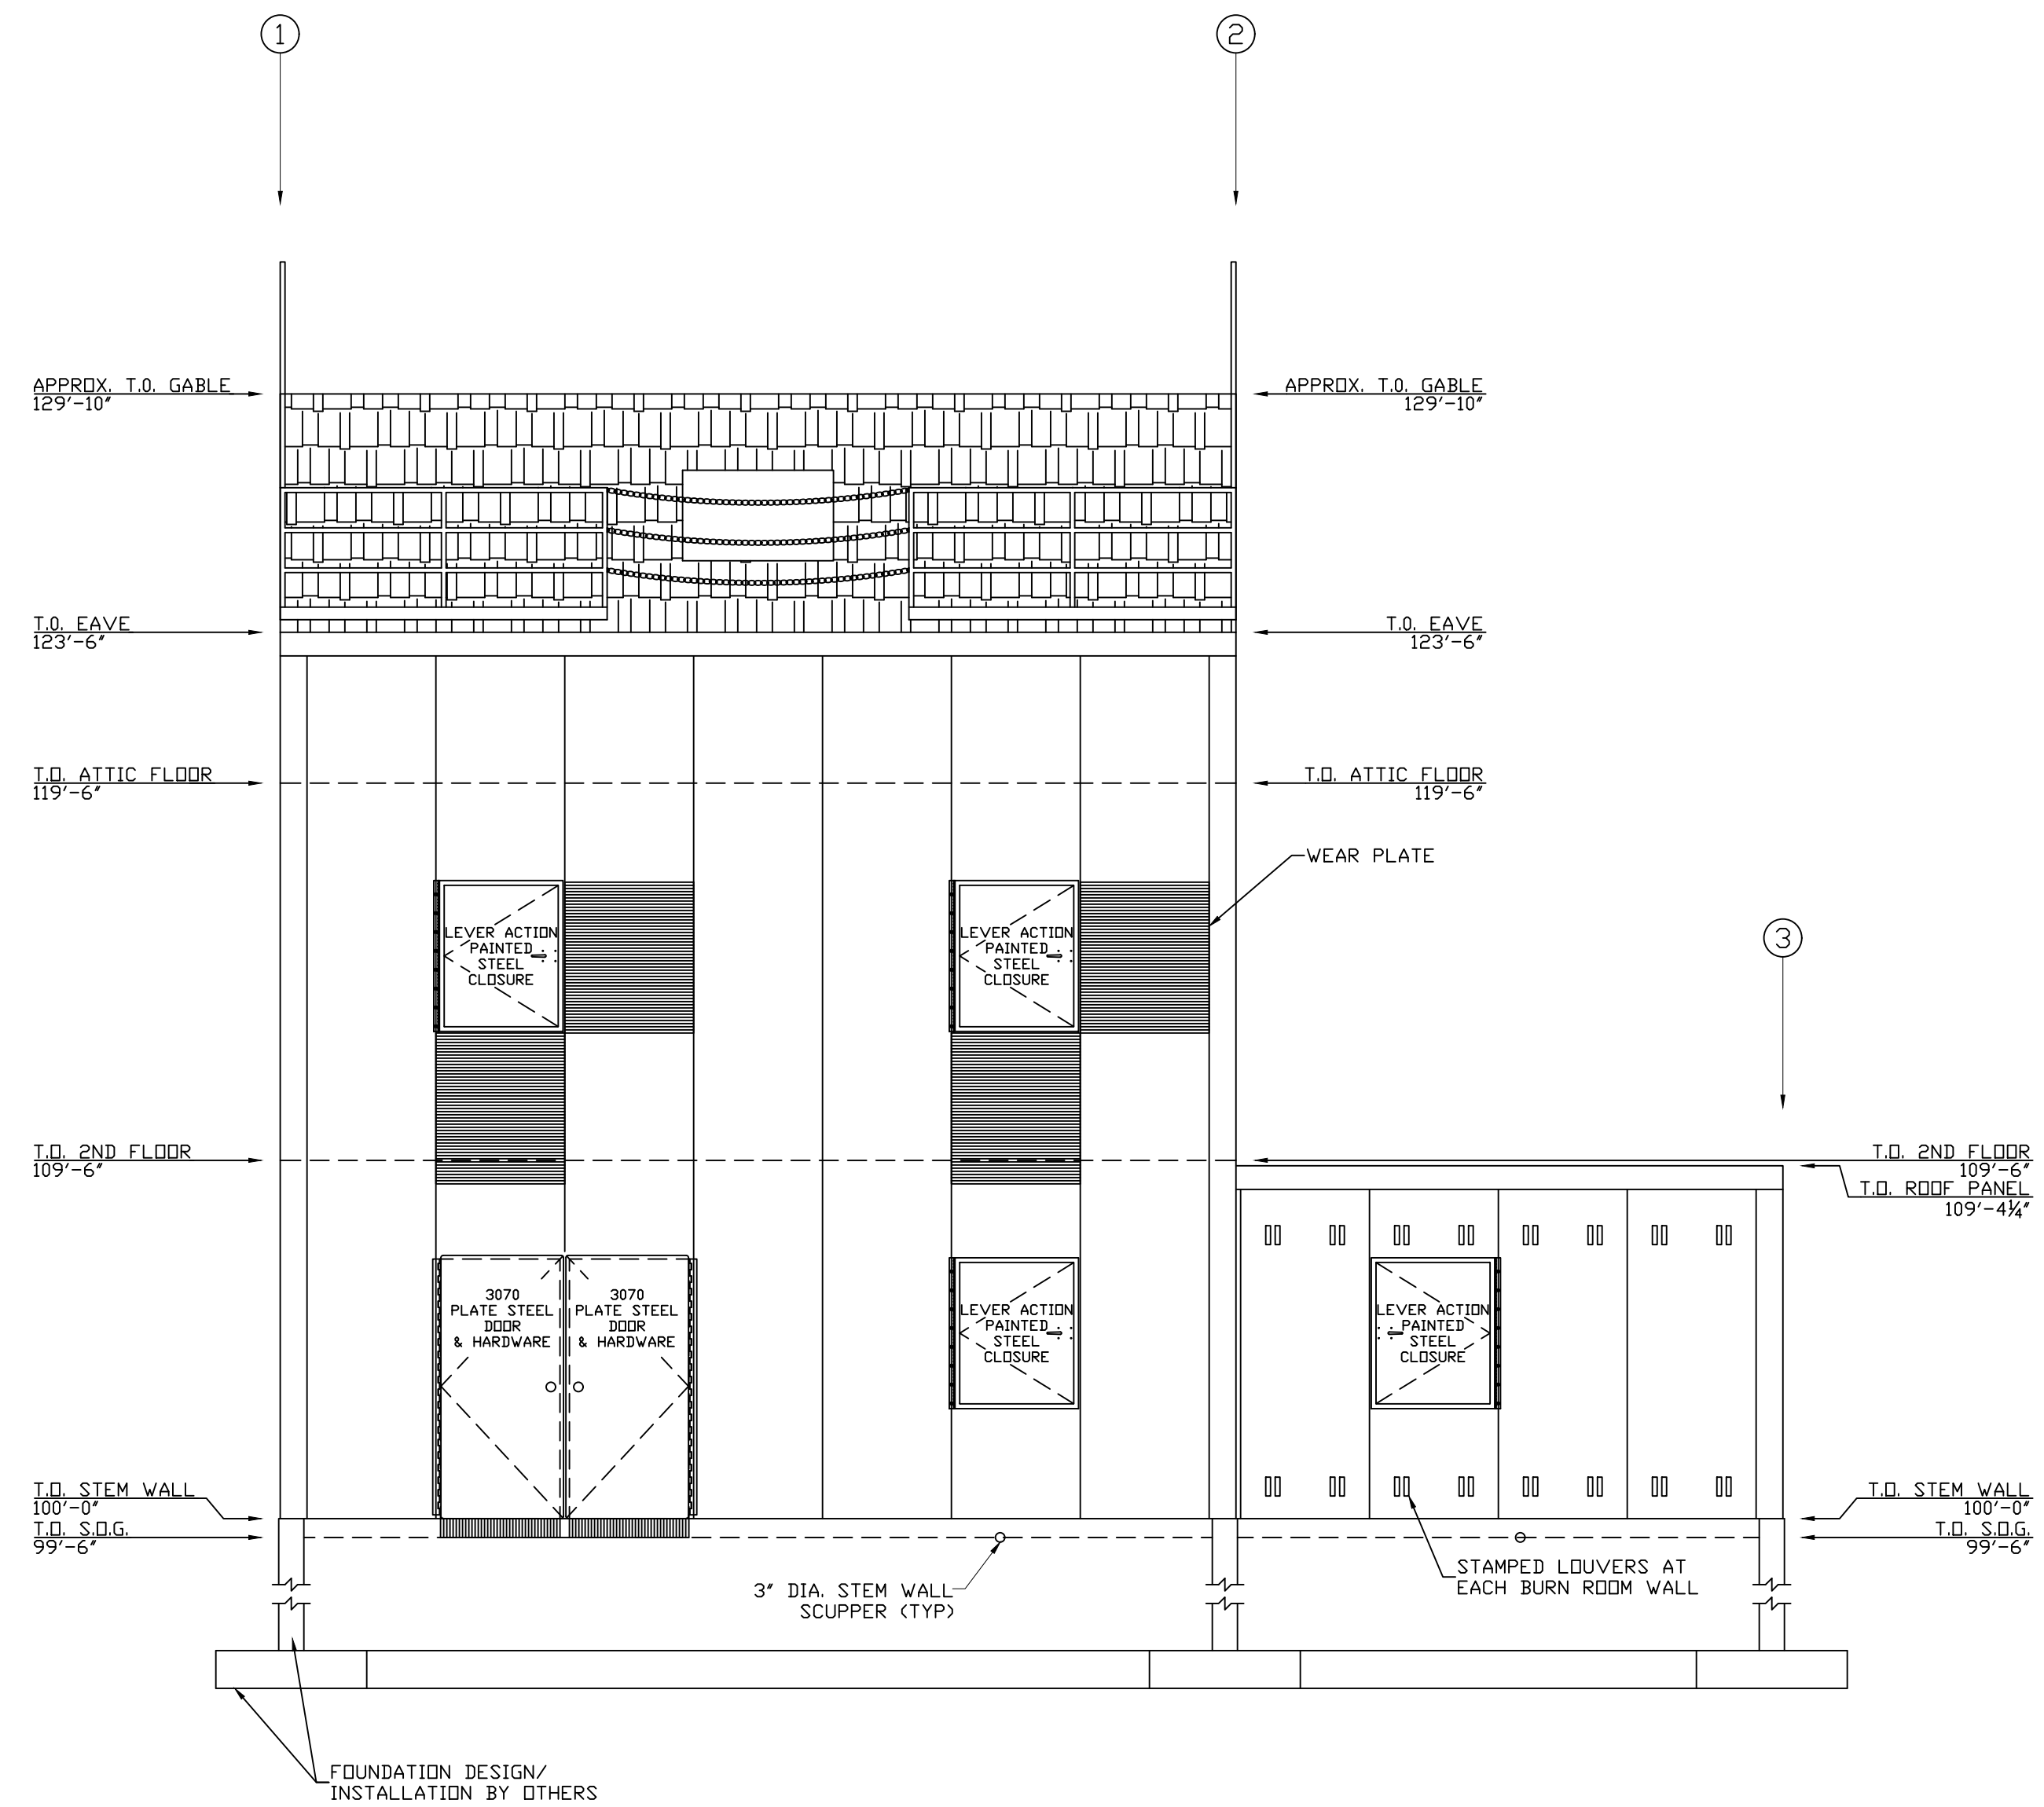 1
2
APPROX. T.O. GABLE
129'-10"
APPROX. T.O. GABLE
129'-10"
T.O. EAVE
123'-6"
T.O. EAVE
123'-6"
T.O. ATTIC FLOOR
119'-6"
T.O. ATTIC FLOOR
119'-6"
WEAR PLATE
LEVER ACTION
PAINTED
STEEL
CLOSURE
LEVER ACTION
PAINTED
STEEL
CLOSURE
3
T.O. 2ND FLOOR
109'-6"
T.O. 2ND FLOOR
109'-6"
T.O. ROOF PANEL
109'-4¼"
3070
PLATE STEEL
DOOR
& HARDWARE
3070
PLATE STEEL
DOOR
& HARDWARE
LEVER ACTION
PAINTED
STEEL
CLOSURE
LEVER ACTION
PAINTED
STEEL
CLOSURE
T.O. STEM WALL
100'-0"
T.O. S.O.G.
99'-6"
T.O. STEM WALL
100'-0"
T.O. S.O.G.
99'-6"
3" DIA. STEM WALL
SCUPPER (TYP)
STAMPED LOUVERS AT
EACH BURN ROOM WALL
FOUNDATION DESIGN/
INSTALLATION BY OTHERS